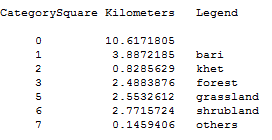 CategorySquare Kilometers Legend
0 10.6171805
1 3.8872185 bari
2 0.8285629 khet
3 2.4883876 forest
5 2.5532612 grassland
6 2.7715724 shrubland
7 0.1459406 others